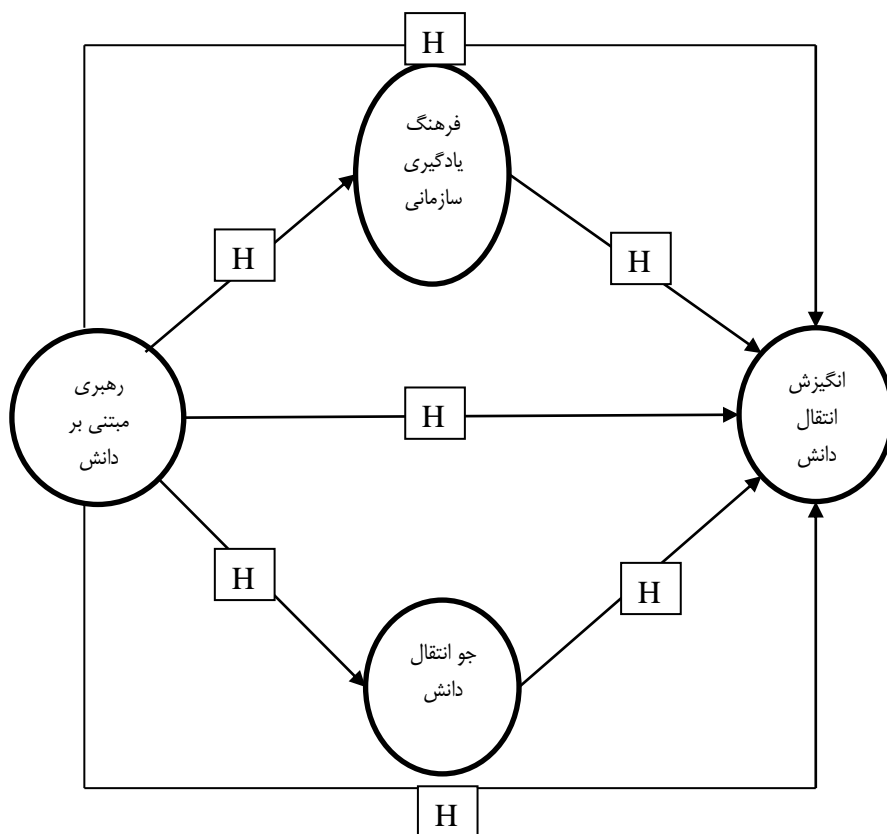 H
فرهنگ
یادگیری
سازمانی
H
H
رهبری
مبتنی بر
دانش
H
انگیزش
انتقال
دانش
H
H
جو انتقال
دانش
H